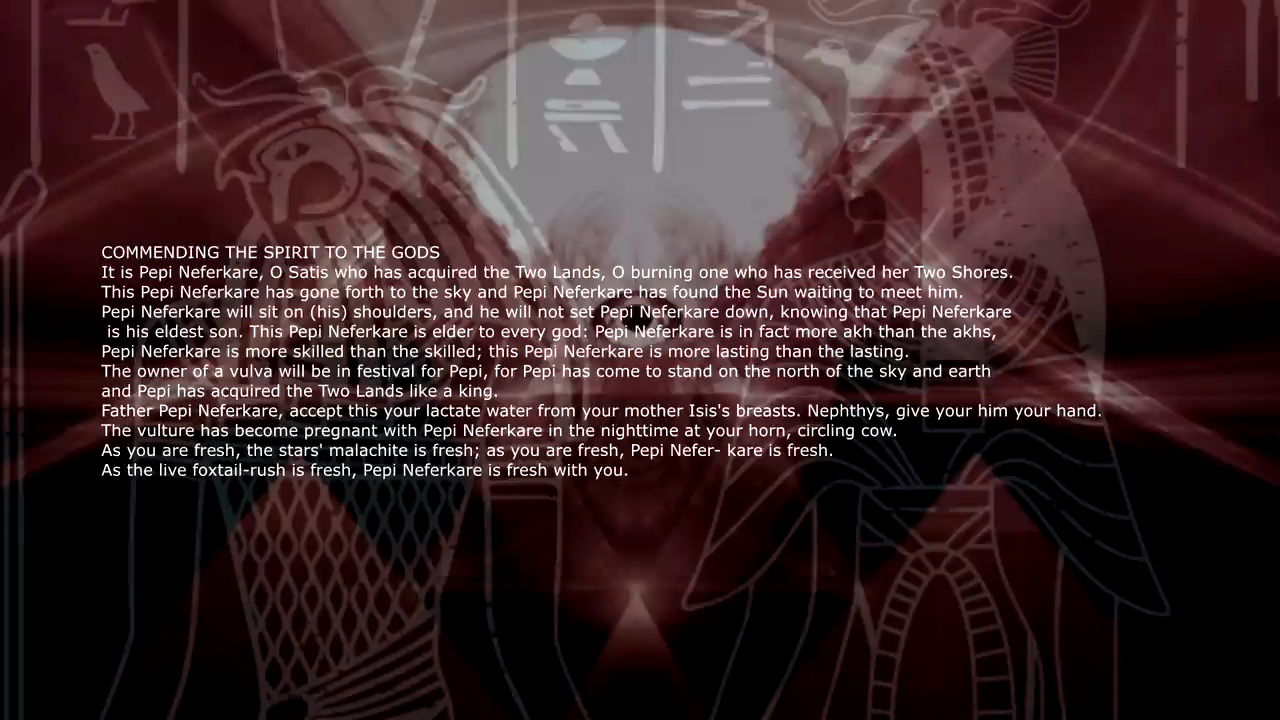 COMMENDING THE SPIRIT TO THE GODS
It is Pepi Neferkare, O Satis who has acquired the Two Lands, O burning one who has received her Two Shores.
This Pepi Neferkare has gone forth to the sky and Pepi Neferkare has found the Sun waiting to meet him.
Pepi Neferkare will sit on (his) shoulders, and he will not set Pepi Neferkare down, knowing that Pepi Neferkare
is his eldest son. This Pepi Neferkare is elder to every god: Pepi Neferkare is in fact more akh than the akhs,
Pepi Neferkare is more skilled than the skilled; this Pepi Neferkare is more lasting than the lasting.
The owner of a vulva will be in festival for Pepi, for Pepi has come to stand on the north of the sky and earth
and Pepi has acquired the Two Lands like a king.
Father Pepi Neferkare, accept this your lactate water from your mother Isis's breasts. Nephthys, give your him your hand.
The vulture has become pregnant with Pepi Neferkare in the nighttime at your horn, circling cow.
As you are fresh, the stars' malachite is fresh; as you are fresh, Pepi Nefer- kare is fresh.
As the live foxtail-rush is fresh, Pepi Neferkare is fresh with you.